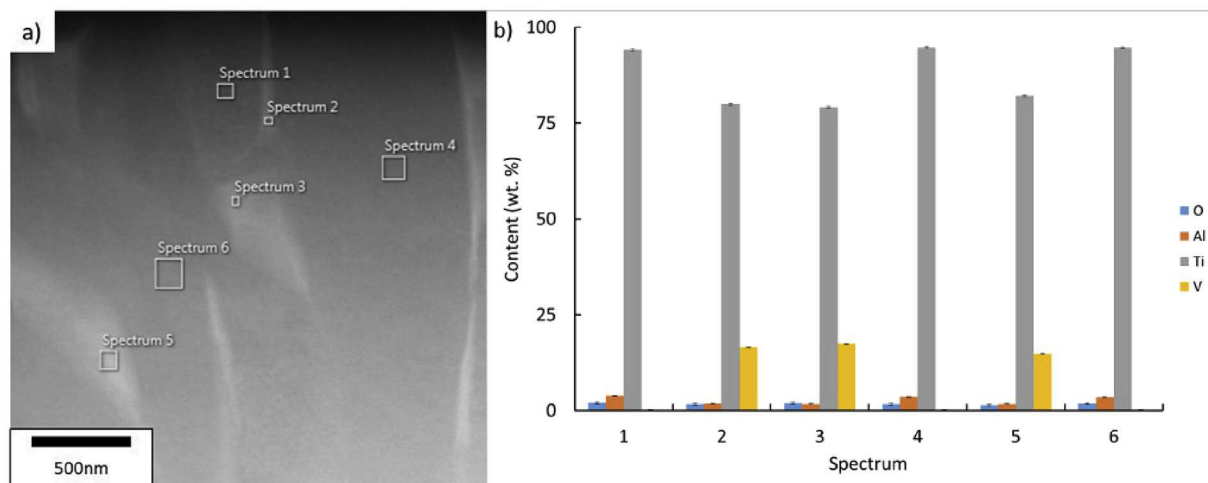 a)
Spectrum 1
Spectrum 2
Spectrum 4
Spectrum 3
Spectrum 6
Spectrum 5
500nm
b)
100
75
50
25
0
Content (wt. %)
1 2 3 4 5 6
Spectrum
O
Al
Ti
V